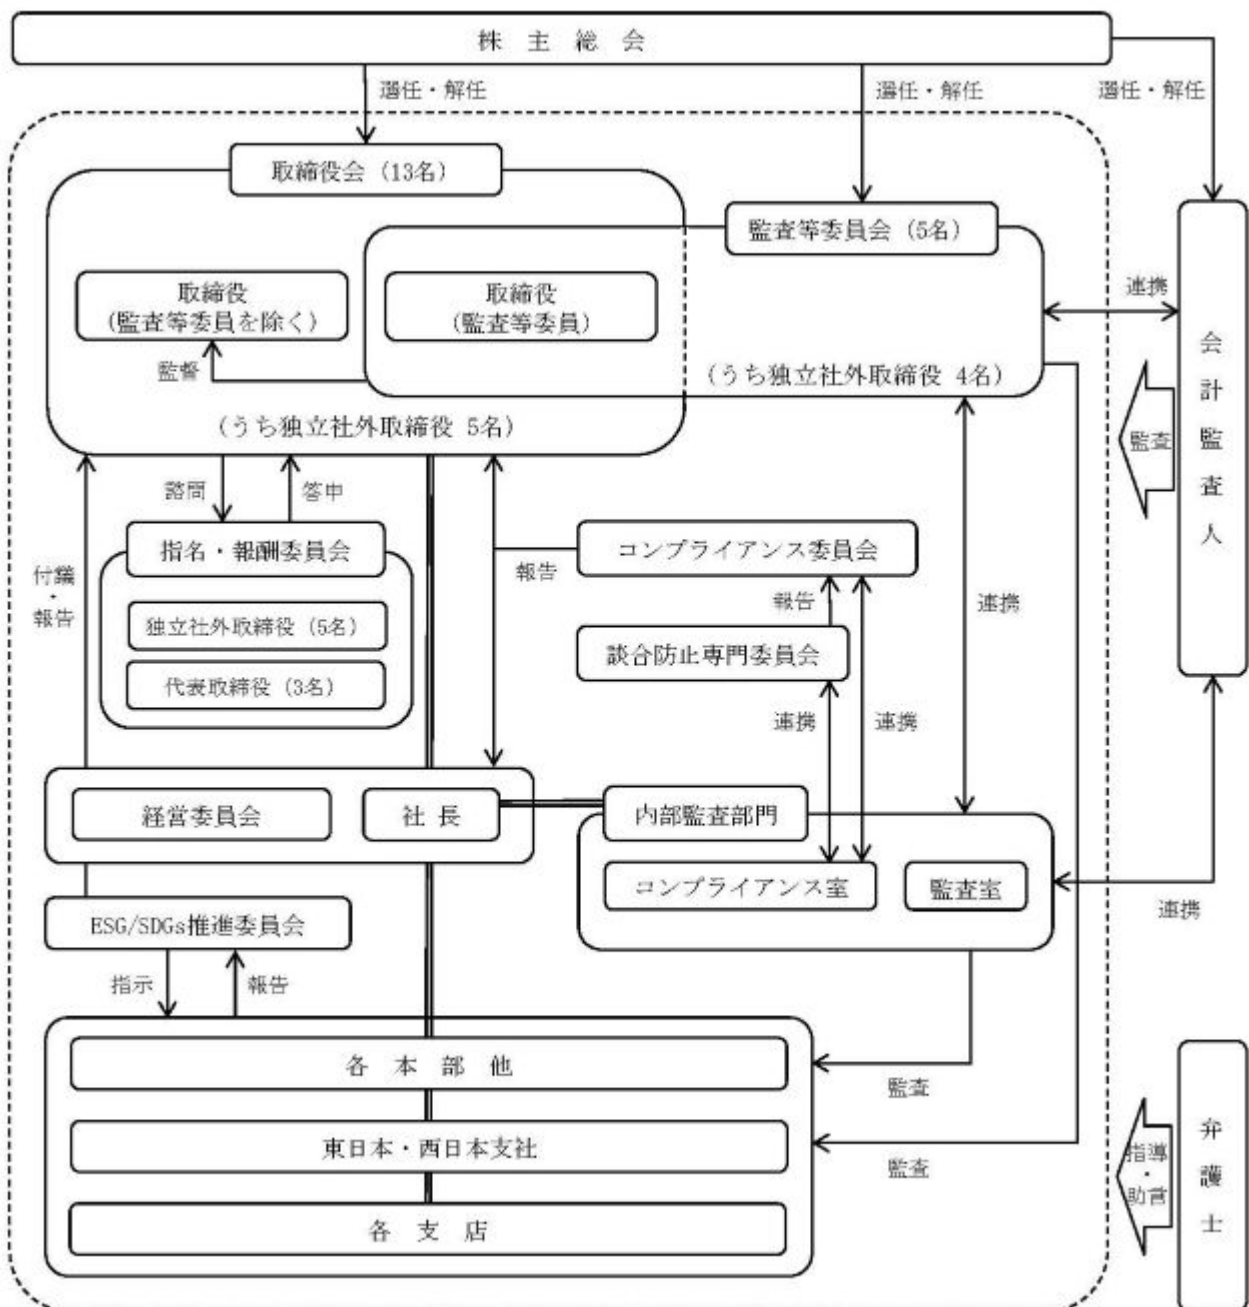 株主総会
選任・解任
選任・解任
選任・解任
取締役会（13名）
監査等委員会（5名）
取締役
（監査等委員を除く）
取締役
（監査等委員）
連携
監督
（うち独立社外取締役 4名）
（うち独立社外取締役 5名）
会計監査人
監査
諮問
答申
指名・報酬委員会
独立社外取締役（5名）
代表取締役（3名）
付議
・
報告
報告
コンプライアンス委員会
報告
談合防止専門委員会
連携
連携
連携
経営委員会
社長
内部監査部門
コンプライアンス室
監査室
連携
ESG/SDGs推進委員会
指示
報告
各本部他
監査
東日本・西日本支社
監査
各支店
指導
・
助言
弁護士